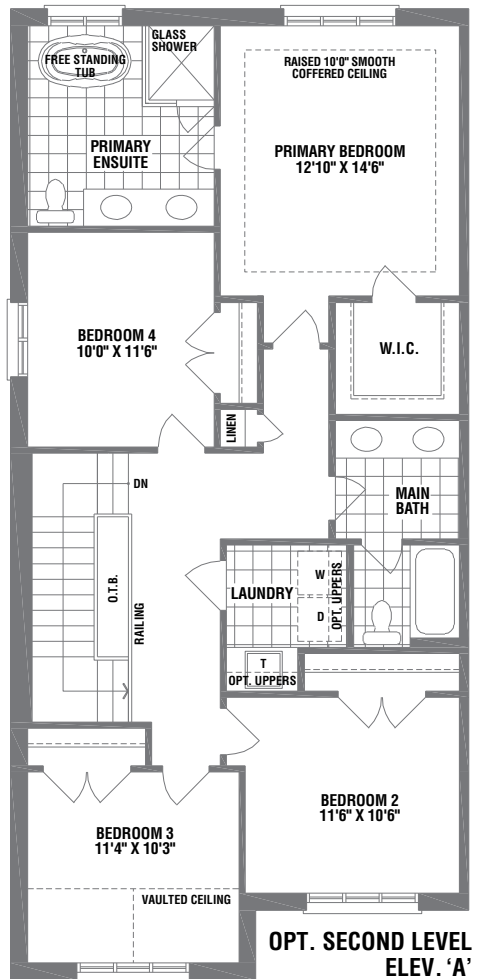 GLASS
SHOWER
FREE STANDING
TUB
RAISED 10'0" SMOOTH
COFFERED CEILING
PRIMARY
ENSUITE
PRIMARY BEDROOM
12'10" X 14'6"
BEDROOM 4
10'0" X 11'6"
W.I.C.
LINEN
DN
MAIN
BATH
O.T.B.
RAILING
LAUNDRY
W
D
OPT. UPPERS
T
OPT. UPPERS
BEDROOM 2
11'6" X 10'6"
BEDROOM 3
11'4" X 10'3"
VAULTED CEILING
OPT. SECOND LEVEL
ELEV. ‘A’